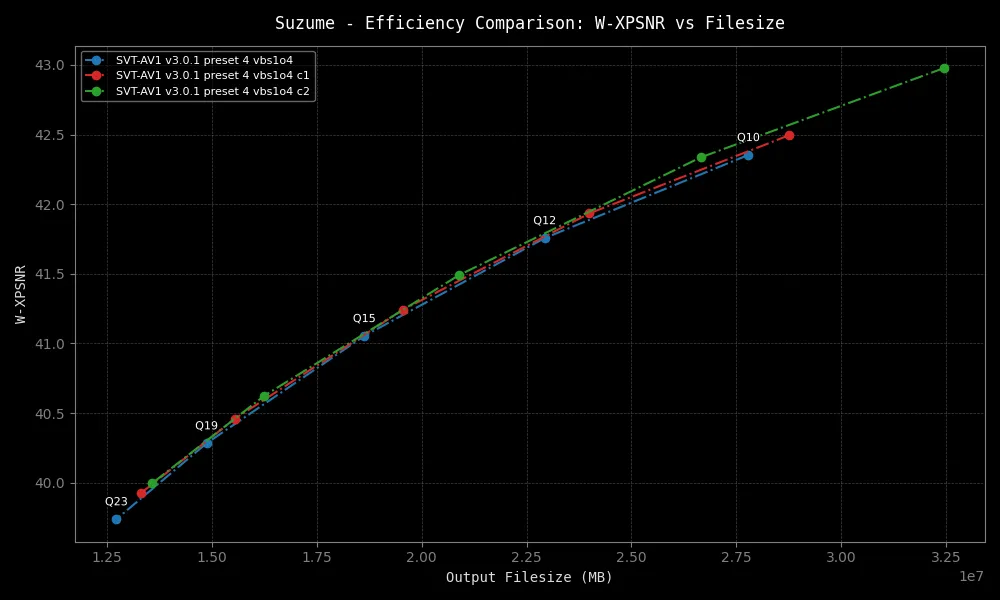 Suzume - Efficiency Comparison: W-XPSNR vs Filesize
SVT-AV1 v3.0.1 preset 4 vbs1o4
SVT-AV1 v3.0.1 preset 4 vbs1o4 c1
SVT-AV1 v3.0.1 preset 4 vbs1o4 c2
43.0
42.5
42.0
41.5
41.0
40.5
40.0
W-XPSNR
Q10
Q12
Q15
Q19
Q23
1.25
1.50
1.75
2.00
2.25
2.50
2.75
3.00
3.25
1e7
Output Filesize (MB)